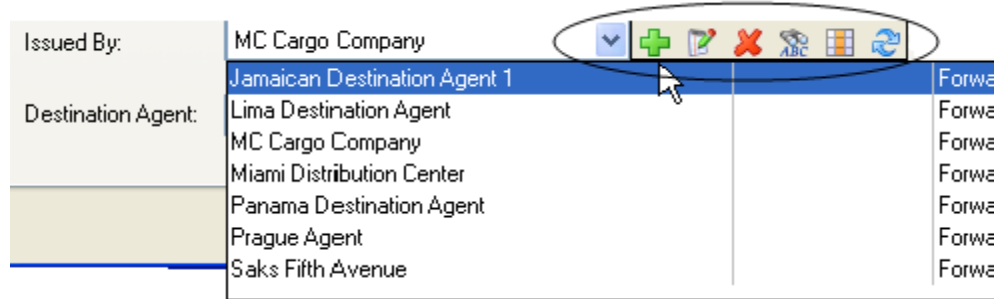 Issued By: MC Cargo Company ABC
Jamaican Destination Agent 1 Forwa
Destination Agent: Lima Destination Agent Forwa
MC Cargo Company Forwa
Miami Distribution Center Forwa
Panama Destination Agent Forwa
Prague Agent Forwa
Saks Fifth Avenue Forwa